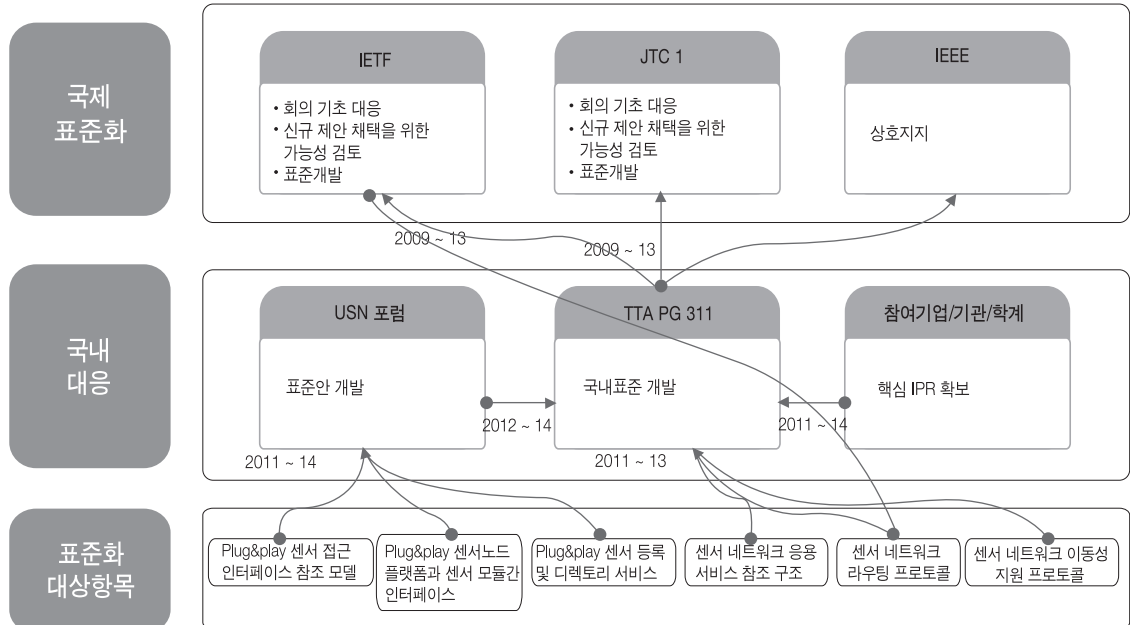 국제
표준화
IETF
• 회의 기초 대응
• 신규 제안 채택을 위한
가능성 검토
• 표준개발
JTC 1
• 회의 기초 대응
• 신규 제안 채택을 위한
가능성 검토
• 표준개발
IEEE
상호지지
2009 ~ 13
2009 ~ 13
국내
대응
USN 포럼
표준안 개발
TTA PG 311
국내표준 개발
참여기업/기관/학계
핵심 IPR 확보
2012 ~ 14
2011 ~ 14
2011 ~ 14
2011 ~ 13
표준화
대상항목
Plug&play 센서 접근
인터페이스 참조 모델
Plug&play 센서노드
플랫폼과 센서 모듈간
인터페이스
Plug&play 센서 등록
및 디렉토리 서비스
센서 네트워크 응용
서비스 참조 구조
센서 네트워크
라우팅 프로토콜
센서 네트워크 이동성
지원 프로토콜